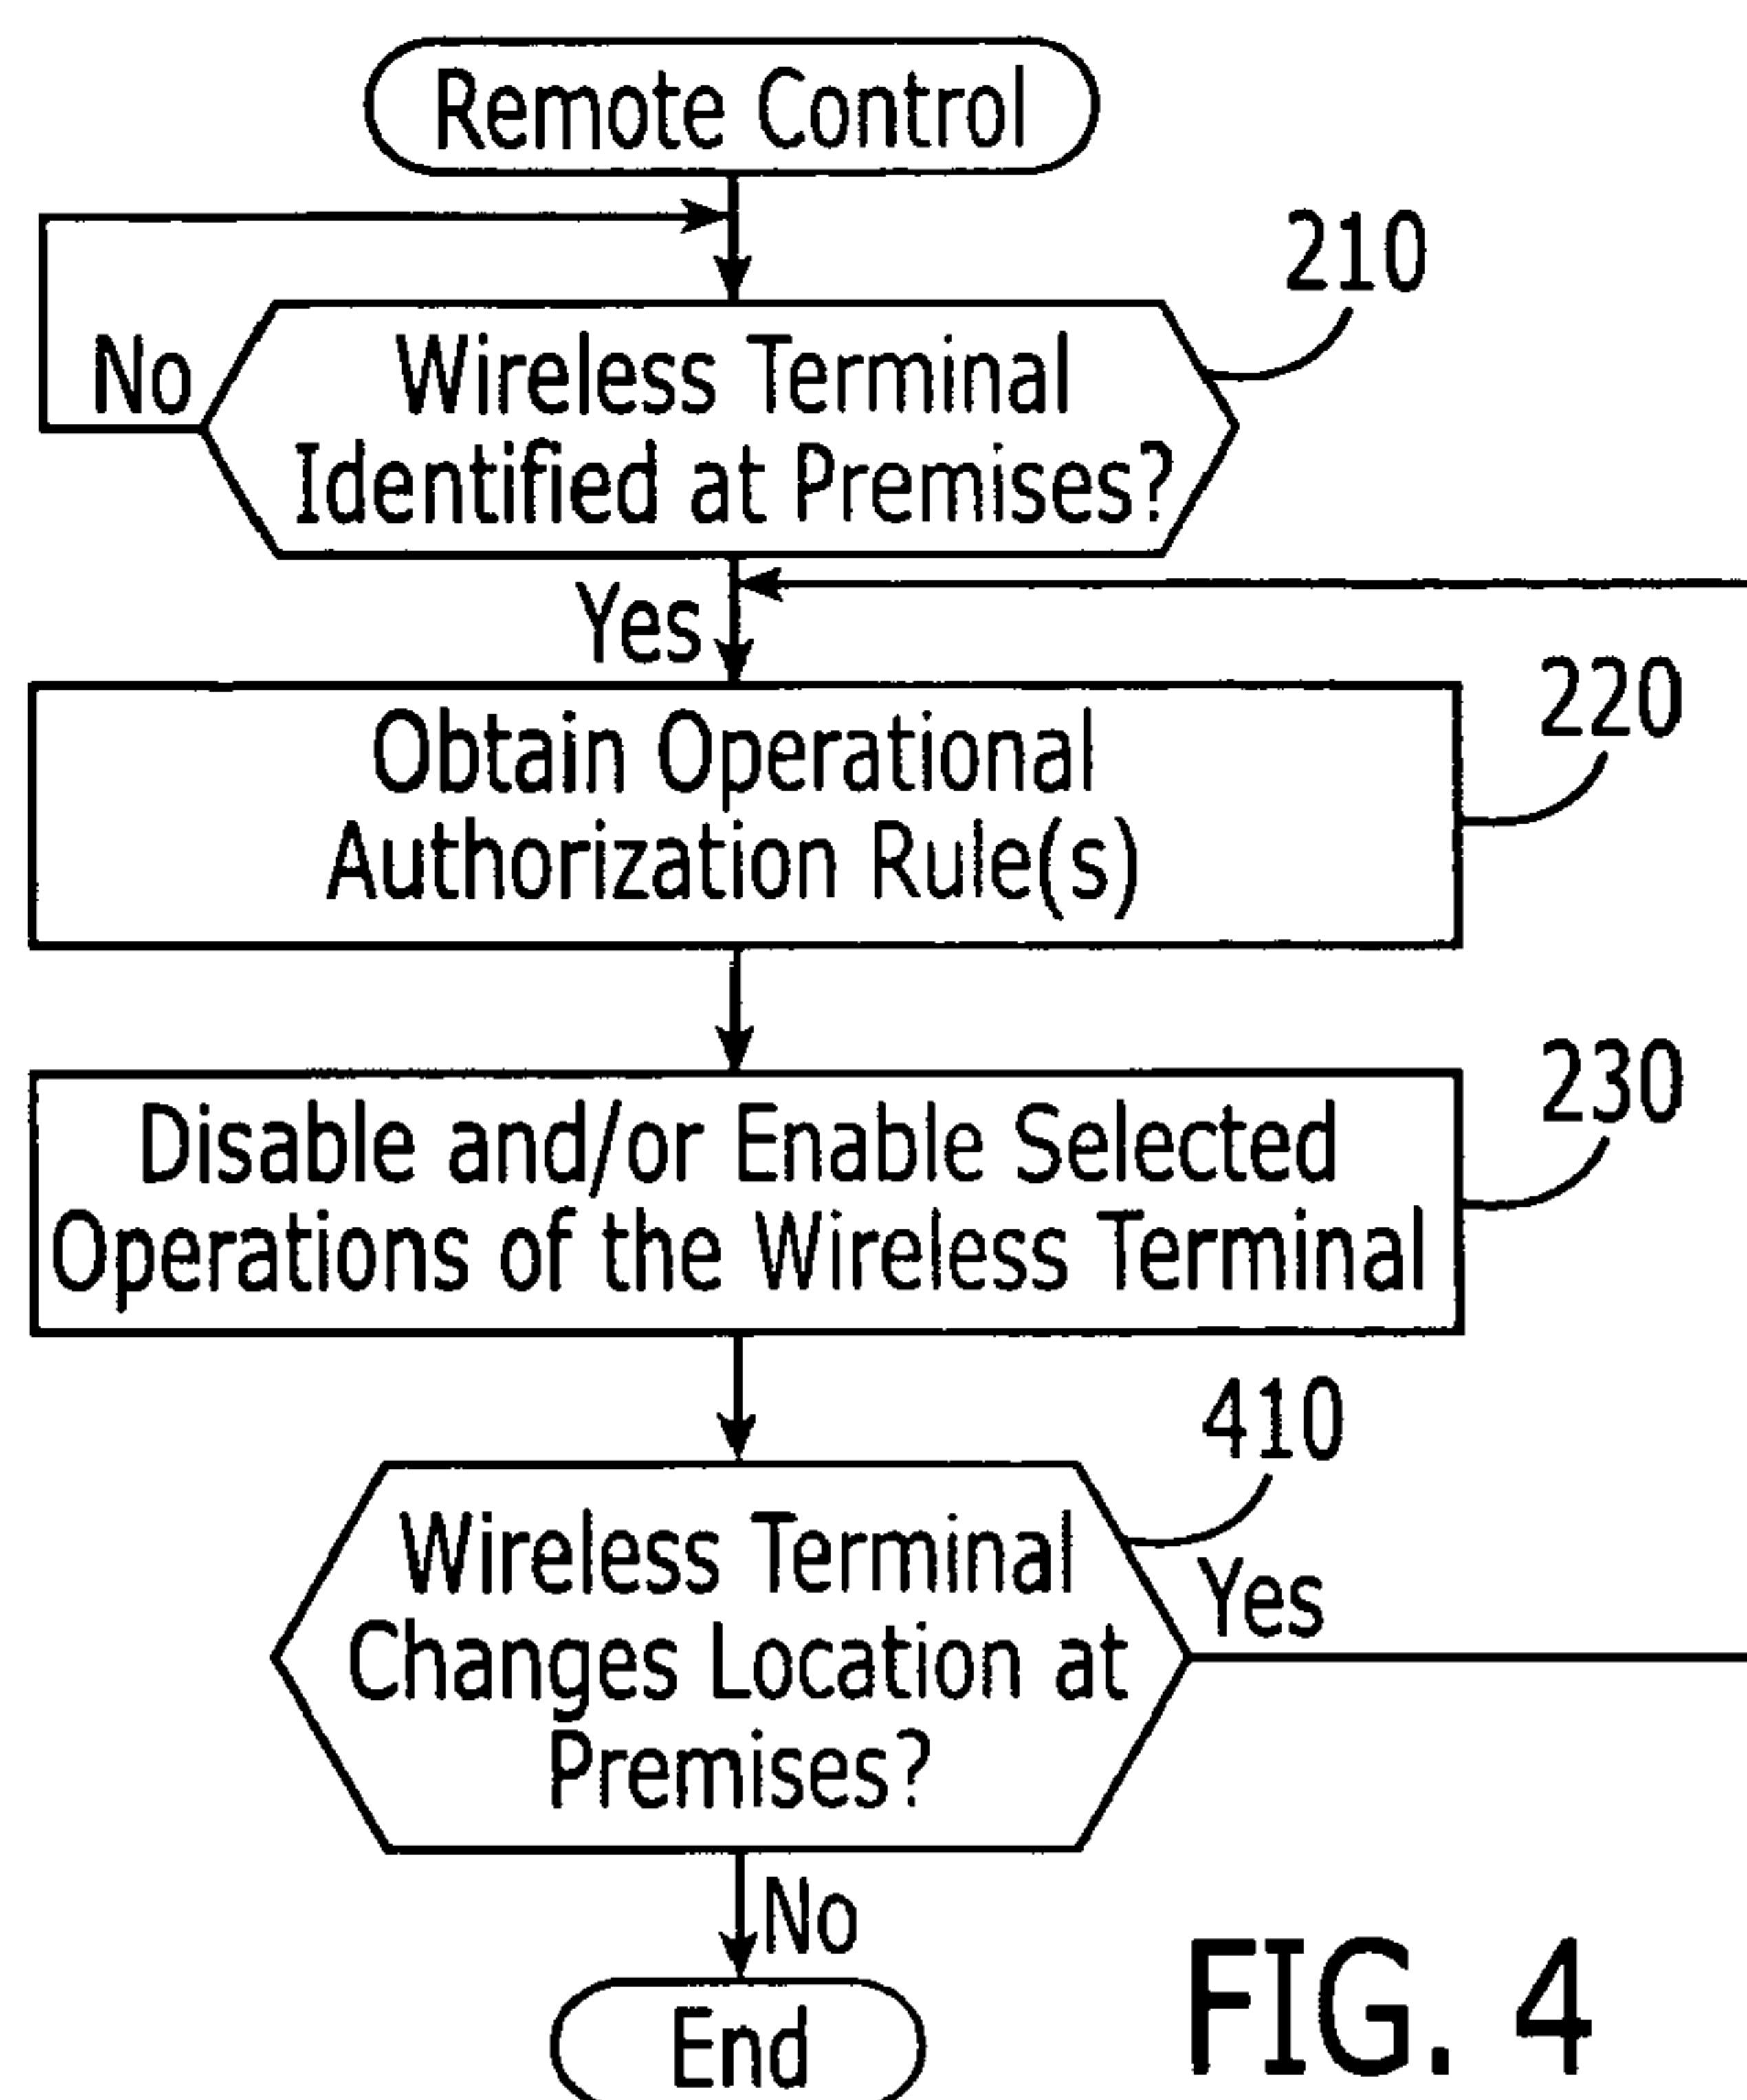 Remote Control
210
No
Wireless Terminal
Identified at Premises?
Yes
220
Obtain Operational
Authorization Rule(s)
230
Disable and/or Enable Selected
Operations of the Wireless Terminal
410
Wireless Terminal
Changes Location at
Premises?
Yes
No
End
FIG. 4